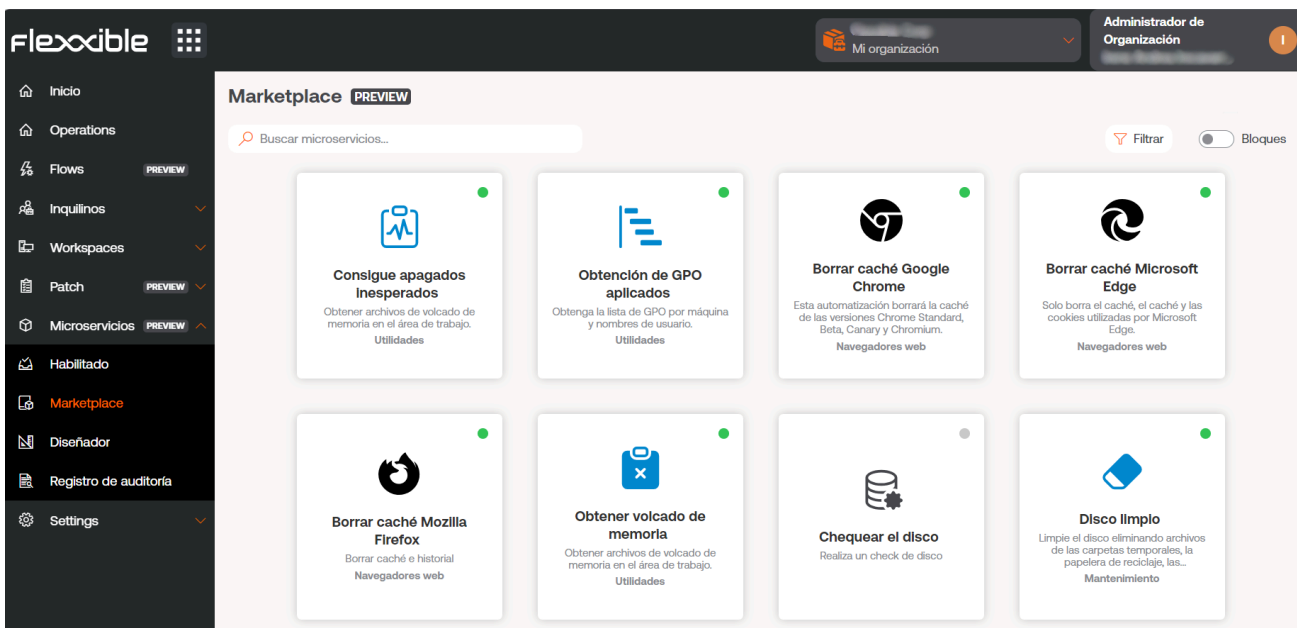 Flexxible
Mi organización
Administrador de
Organización
I
Inicio
Operations
Flows PREVIEW
Inquilinos
Workspaces
Patch PREVIEW
Microservicios PREVIEW
Habilitado
Marketplace
Diseñador
Registro de auditoría
Settings
Marketplace PREVIEW
Buscar microservicios...
Filtrar
Bloques
Consigue apagados
inesperados
Obtener archivos de volcado de
memoria en el área de trabajo.
Utilidades
Obtención de GPO
aplicados
Obtenga la lista de GPO por máquina
y nombres de usuario.
Utilidades
Borrar caché Google
Chrome
Esta automatización borrará la caché
de las versiones Chrome Standard,
Beta, Canary y Chromium.
Navegadores web
Borrar caché Microsoft
Edge
Solo borra el caché, el caché y las
cookies utilizadas por Microsoft
Edge.
Navegadores web
Borrar caché Mozilla
Firefox
Borrar caché e historial
Navegadores web
Obtener volcado de
memoria
Obtener archivos de volcado de
memoria en el área de trabajo.
Utilidades
Chequear el disco
Realiza un check de disco
Disco limpio
Limpie el disco eliminando archivos
de las carpetas temporales, la
papelera de reciclaje, las...
Mantenimiento